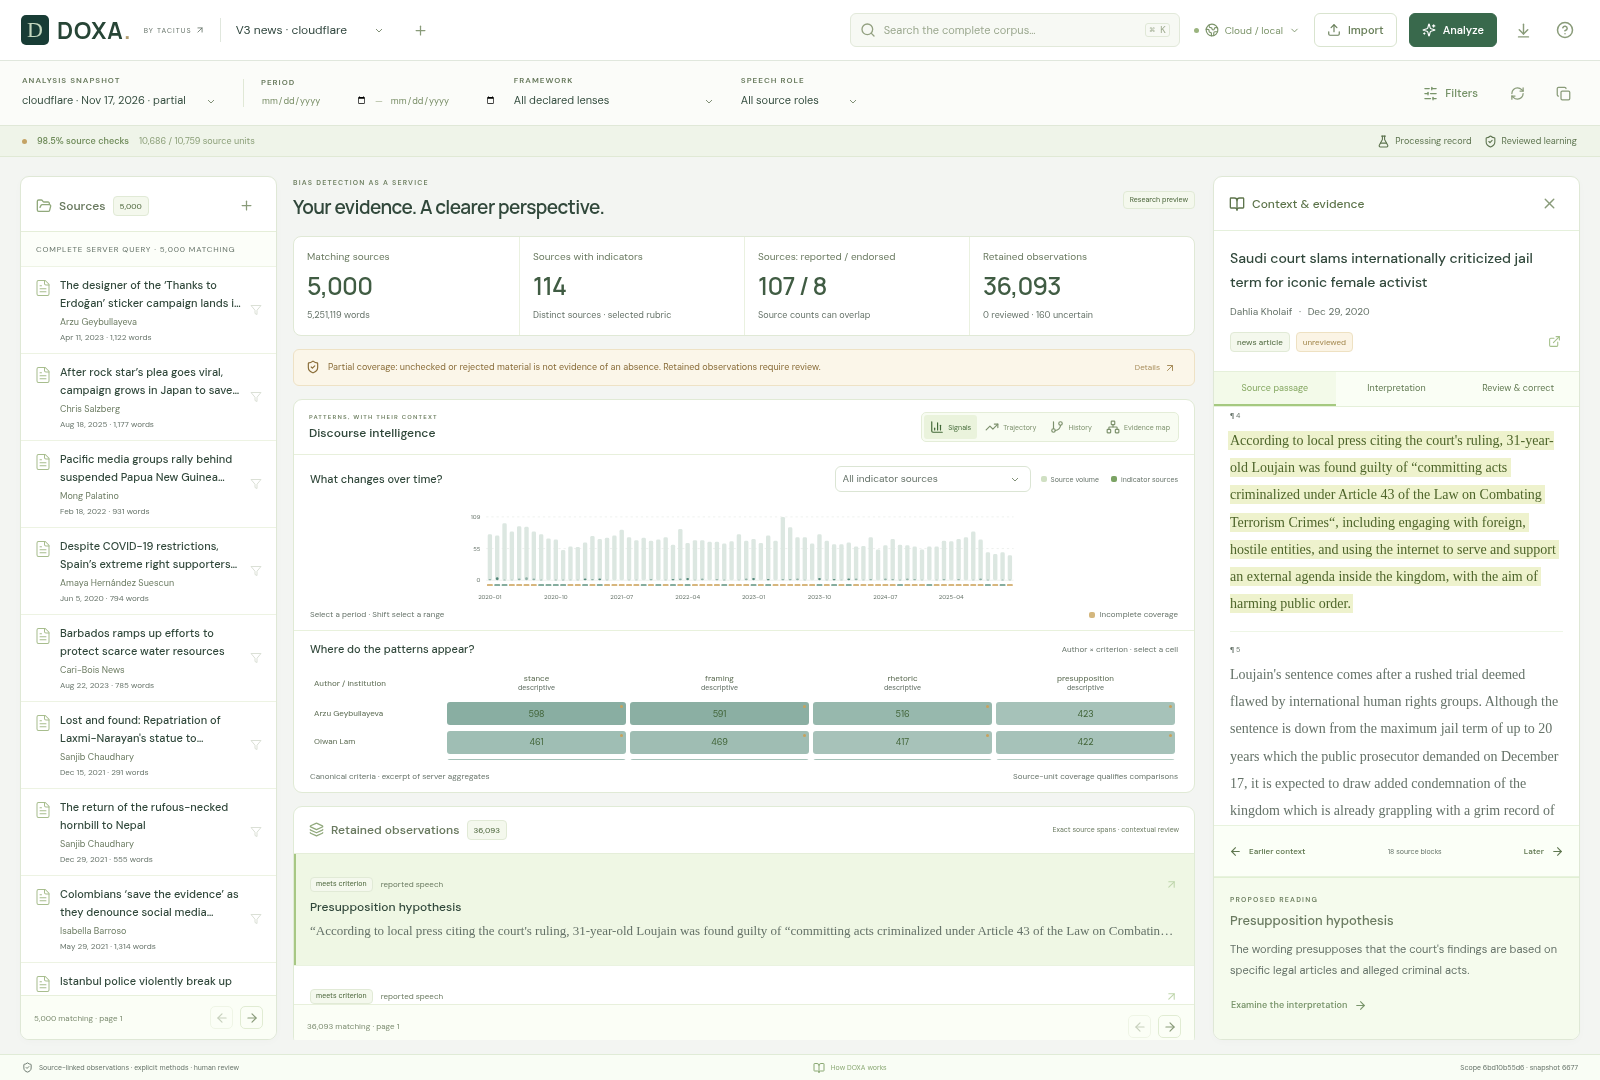 D DOXA. BY TACITUS
V3 news · cloudflare
Search the complete corpus...
⌘ K
Cloud / local
Import
Analyze
ANALYSIS SNAPSHOT
cloudflare · Nov 17, 2026 · partial
PERIOD
mm/dd/yyyy — mm/dd/yyyy
FRAMEWORK
All declared lenses
SPEECH ROLE
All source roles
Filters
98.5% source checks 10,686 / 10,759 source units
Processing record
Reviewed learning
Sources 5,000
COMPLETE SERVER QUERY · 5,000 MATCHING
The designer of the ‘Thanks to
Erdoğan’ sticker campaign lands i...
Arzu Geybullayeva
Apr 11, 2023 · 1,122 words
After rock star’s plea goes viral,
campaign grows in Japan to save...
Chris Salzberg
Aug 18, 2025 · 1,177 words
Pacific media groups rally behind
suspended Papua New Guinea...
Mong Palatino
Feb 18, 2022 · 931 words
Despite COVID-19 restrictions,
Spain’s extreme right supporters...
Amaya Hernández Suescun
Jun 5, 2020 · 794 words
Barbados ramps up efforts to
protect scarce water resources
Cari-Bois News
Aug 22, 2023 · 785 words
Lost and found: Repatriation of
Laxmi-Narayan's statue to...
Sanjib Chaudhary
Dec 15, 2021 · 291 words
The return of the rufous-necked
hornbill to Nepal
Sanjib Chaudhary
Dec 29, 2021 · 555 words
Colombians ‘save the evidence’ as
they denounce social media...
Isabella Barroso
May 29, 2021 · 1,314 words
Istanbul police violently break up
5,000 matching · page 1
BIAS DETECTION AS A SERVICE
Your evidence. A clearer perspective.
Research preview
Matching sources
5,000
5,251,119 words
Sources with indicators
114
Distinct sources · selected rubric
Sources: reported / endorsed
107 / 8
Source counts can overlap
Retained observations
36,093
0 reviewed · 160 uncertain
Partial coverage: unchecked or rejected material is not evidence of an absence. Retained observations require review.
Details
PATTERNS, WITH THEIR CONTEXT
Discourse intelligence
Signals
Trajectory
History
Evidence map
What changes over time?
All indicator sources
Source volume
Indicator sources
109
55
0
2020-01 2020-10 2021-07 2022-04 2023-01 2023-10 2024-07 2025-04
Select a period · Shift select a range
Incomplete coverage
Where do the patterns appear?
Author × criterion · select a cell
Author / Institution
stance
descriptive
framing
descriptive
rhetoric
descriptive
presupposition
descriptive
Arzu Geybullayeva 598 591 516 423
Oiwan Lam 461 469 417 422
Canonical criteria · excerpt of server aggregates
Source-unit coverage qualifies comparisons
Retained observations 36,093
Exact source spans · contextual review
meets criterion reported speech
Presupposition hypothesis
“According to local press citing the court's ruling, 31-year-old Loujain was found guilty of “committing acts criminalized under Article 43 of the Law on Combatin...
meets criterion reported speech
36,093 matching · page 1
Context & evidence
Saudi court slams internationally criticized jail
term for iconic female activist
Dahlia Kholaif · Dec 29, 2020
news article unreviewed
Source passage
Interpretation
Review & correct
¶ 4
According to local press citing the court's ruling, 31-year-
old Loujain was found guilty of “committing acts
criminalized under Article 43 of the Law on Combating
Terrorism Crimes“, including engaging with foreign,
hostile entities, and using the internet to serve and support
an external agenda inside the kingdom, with the aim of
harming public order.
¶ 5
Loujain's sentence comes after a rushed trial deemed
flawed by international human rights groups. Although the
sentence is down from the maximum jail term of up to 20
years which the public prosecutor demanded on December
17, it is expected to draw added condemnation of the
kingdom which is already grappling with a grim record of
Earlier context
18 source blocks
Later
PROPOSED READING
Presupposition hypothesis
The wording presupposes that the court's findings are based on
specific legal articles and alleged criminal acts.
Examine the interpretation
Source-linked observations · explicit methods · human review
How DOXA works
Scope 6bd10b55d6 · snapshot 6677